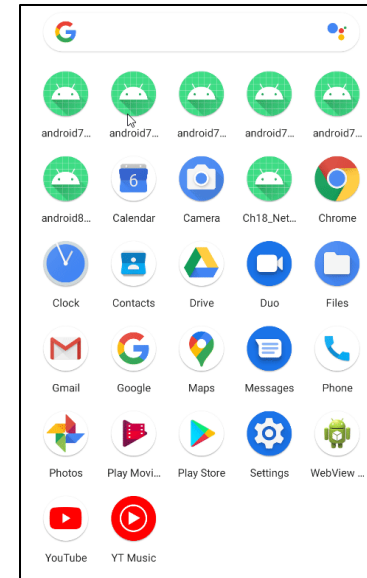 android7... android7... android7... android7... android7...
6
android8... Calendar Camera Ch18_Net... Chrome
Clock Contacts Drive Duo Files
Gmail Google Maps Messages Phone
Photos Play Movi... Play Store Settings WebView ...
YouTube YT Music